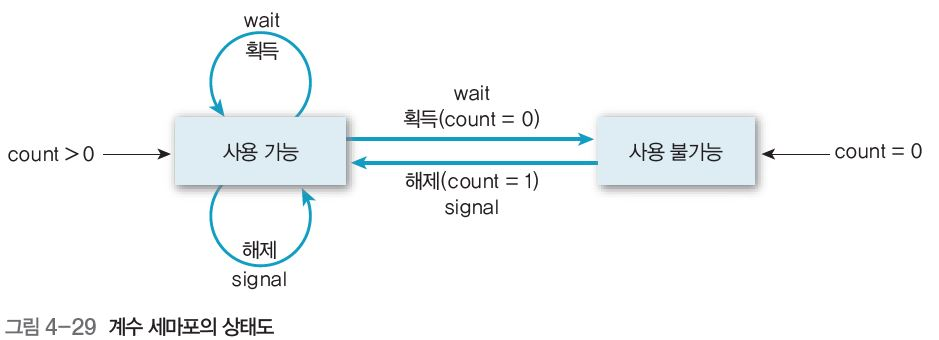 wait
획득
wait
획득(count = 0)
count > 0
사용 가능
사용 불가능
count = 0
해제(count = 1)
signal
해제
signal
그림 4-29 계수 세마포의 상태도